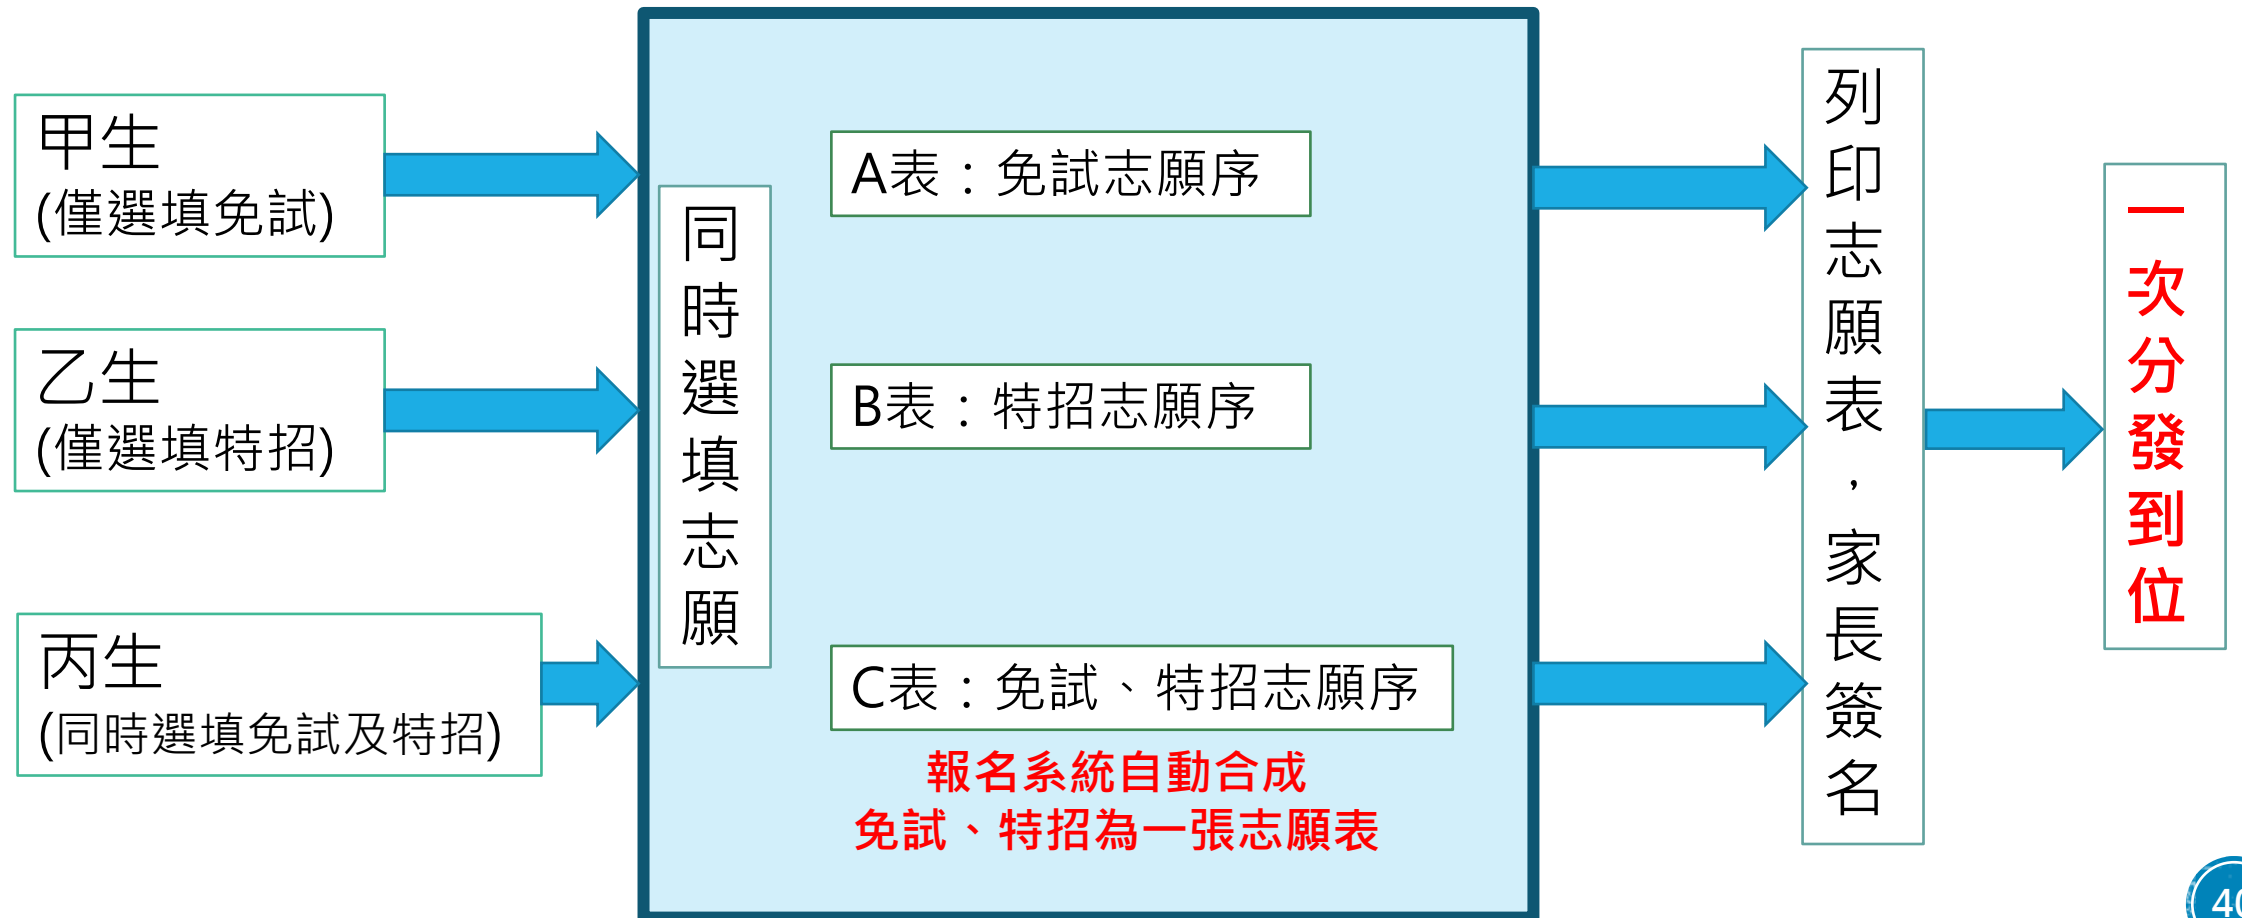 甲生
(僅選填免試)
乙生
(僅選填特招)
丙生
(同時選填免試及特招)
同時選填志願
A表：免試志願序
B表：特招志願序
C表：免試、特招志願序
報名系統自動合成
免試、特招為一張志願表
列印志願表，家長簽名
一次分發到位